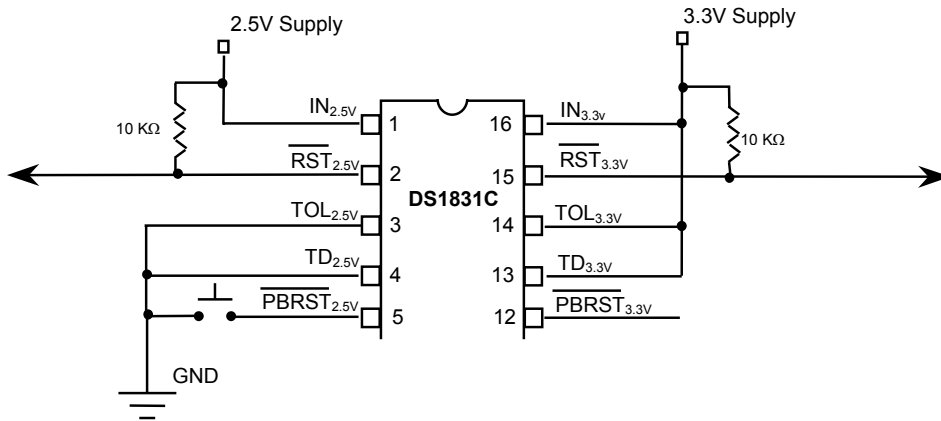 2.5V Supply
3.3V Supply
10 KΩ
10 KΩ
IN2.5V
1
16
IN3.3v
RST2.5V
2
15
RST3.3V
DS1831C
TOL2.5V
3
14
TOL3.3V
TD2.5V
4
13
TD3.3V
PBRST2.5V
5
12
PBRST3.3V
GND